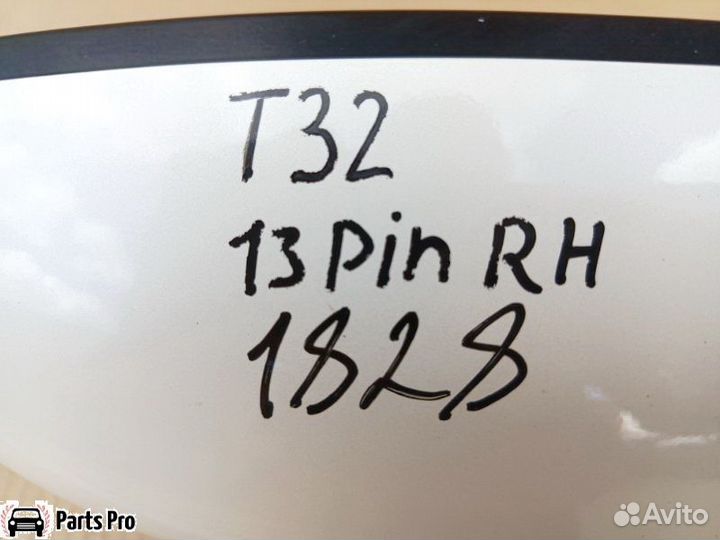 T32
13 pin RH
1828
Parts Pro
Avito